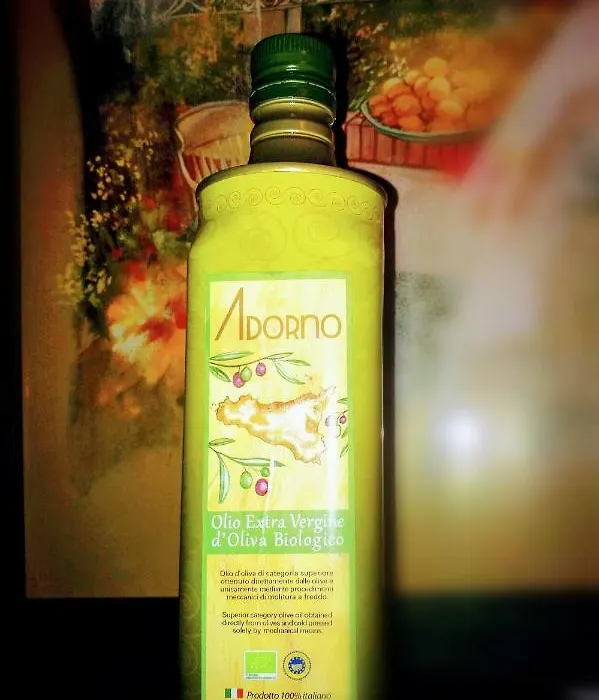 ADORNO
Olio Extra Vergine
d'Oliva Biologico
Olio d'oliva di categoria superiore
ottenuto direttamente dalle olive e
unicamente mediante procedimenti
meccanici di molitura a freddo.
Superior category olive oil obtained
directly from olives and cold pressed
solely by mechanical means.
Prodotto 100% italiano